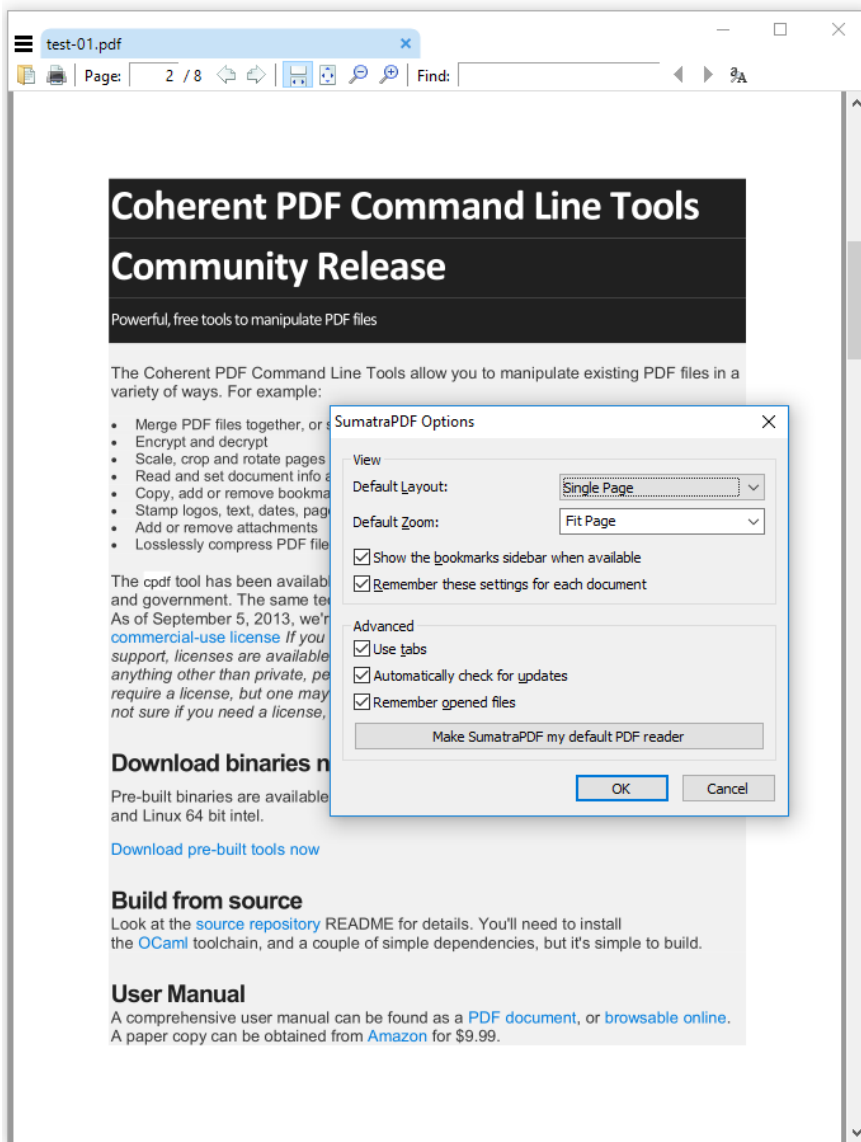 test-01.pdf
Page: 2 / 8 Find:
Coherent PDF Command Line Tools
Community Release
Powerful, free tools to manipulate PDF files
The Coherent PDF Command Line Tools allow you to manipulate existing PDF files in a
variety of ways. For example:
• Merge PDF files together, or
• Encrypt and decrypt
• Scale, crop and rotate pages
• Read and set document info
• Copy, add or remove
• Stamp logos, text, dates,
• Add or remove attachments
• Losslessly compress PDF
The cpdf tool has been
and government. The same
As of September 5, 2013,
commercial-use license If you
support, licenses are available
anything other than private,
require a license, but one may
not sure if you need a license,
Download binaries
Pre-built binaries are available
and Linux 64 bit intel.
Download pre-built tools now
Build from source
Look at the source repository README for details. You'll need to install
the OCaml toolchain, and a couple of simple dependencies, but it's simple to build.
User Manual
A comprehensive user manual can be found as a PDF document, or browsable online.
A paper copy can be obtained from Amazon for $9.99.
SumatraPDF Options
View
Default Layout: Single Page
Default Zoom: Fit Page
Show the bookmarks sidebar when available
Remember these settings for each document
Advanced
Use tabs
Automatically check for updates
Remember opened files
Make SumatraPDF my default PDF reader
OK Cancel